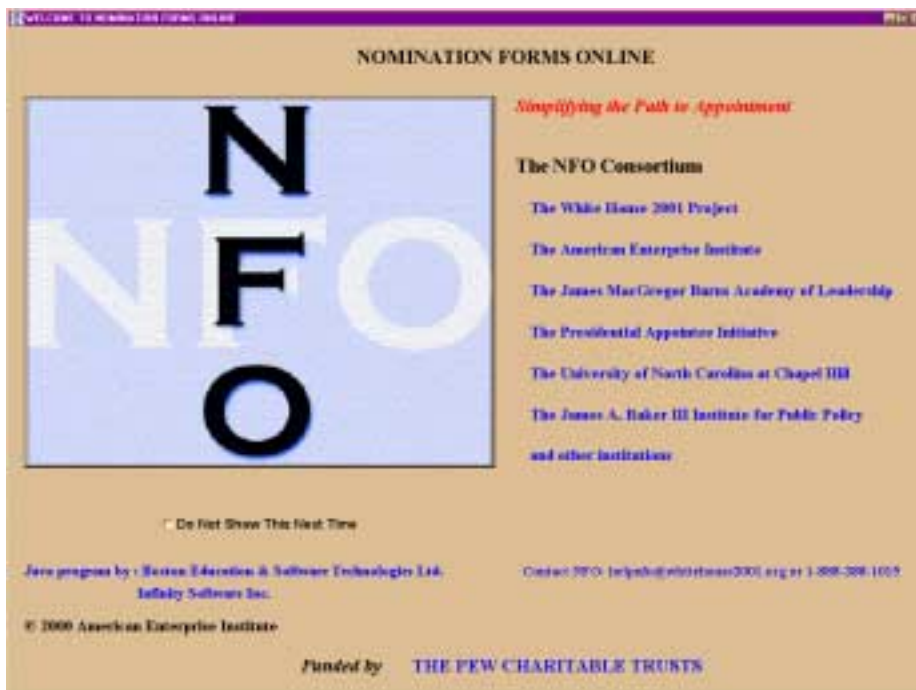 WELCOME TO NOMINATION FORMS ONLINE
NOMINATION FORMS ONLINE
N
F
O
NFO
Simplifying the Path to Appointment
The NFO Consortium
The White House 2001 Project
The American Enterprise Institute
The James MacGregor Burns Academy of Leadership
The Presidential Appointee Initiative
The University of North Carolina at Chapel Hill
The James A. Baker III Institute for Public Policy
and other institutions
Do Not Show This Next Time
Java program by : Boston Education & Software Technologies Ltd.
Infinity Software Inc.
Contact NFO: @whitehouse2001.org or
© 2000 American Enterprise Institute
Funded by THE PEW CHARITABLE TRUSTS